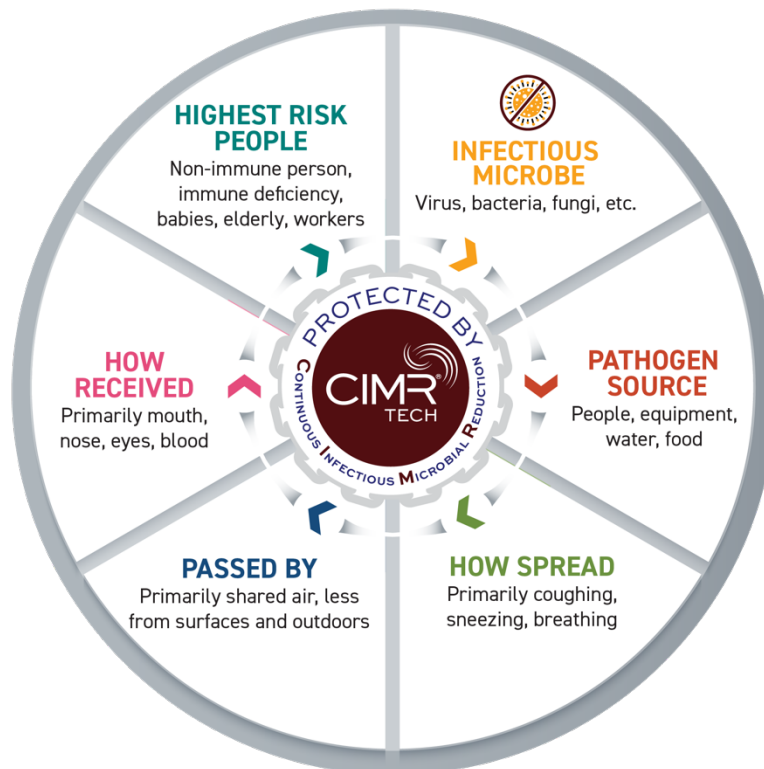 HIGHEST RISK
PEOPLE
Non-immune person,
immune deficiency,
babies, elderly, workers
INFECTIOUS
MICROBE
Virus, bacteria, fungi, etc.
PATHOGEN
SOURCE
People, equipment,
water, food
HOW SPREAD
Primarily coughing,
sneezing, breathing
PASSED BY
Primarily shared air, less
from surfaces and outdoors
HOW
RECEIVED
Primarily mouth,
nose, eyes, blood
PROTECTED BY
CIMR®
TECH
CONTINUOUS INFECTIOUS MICROBIAL REDUCTION